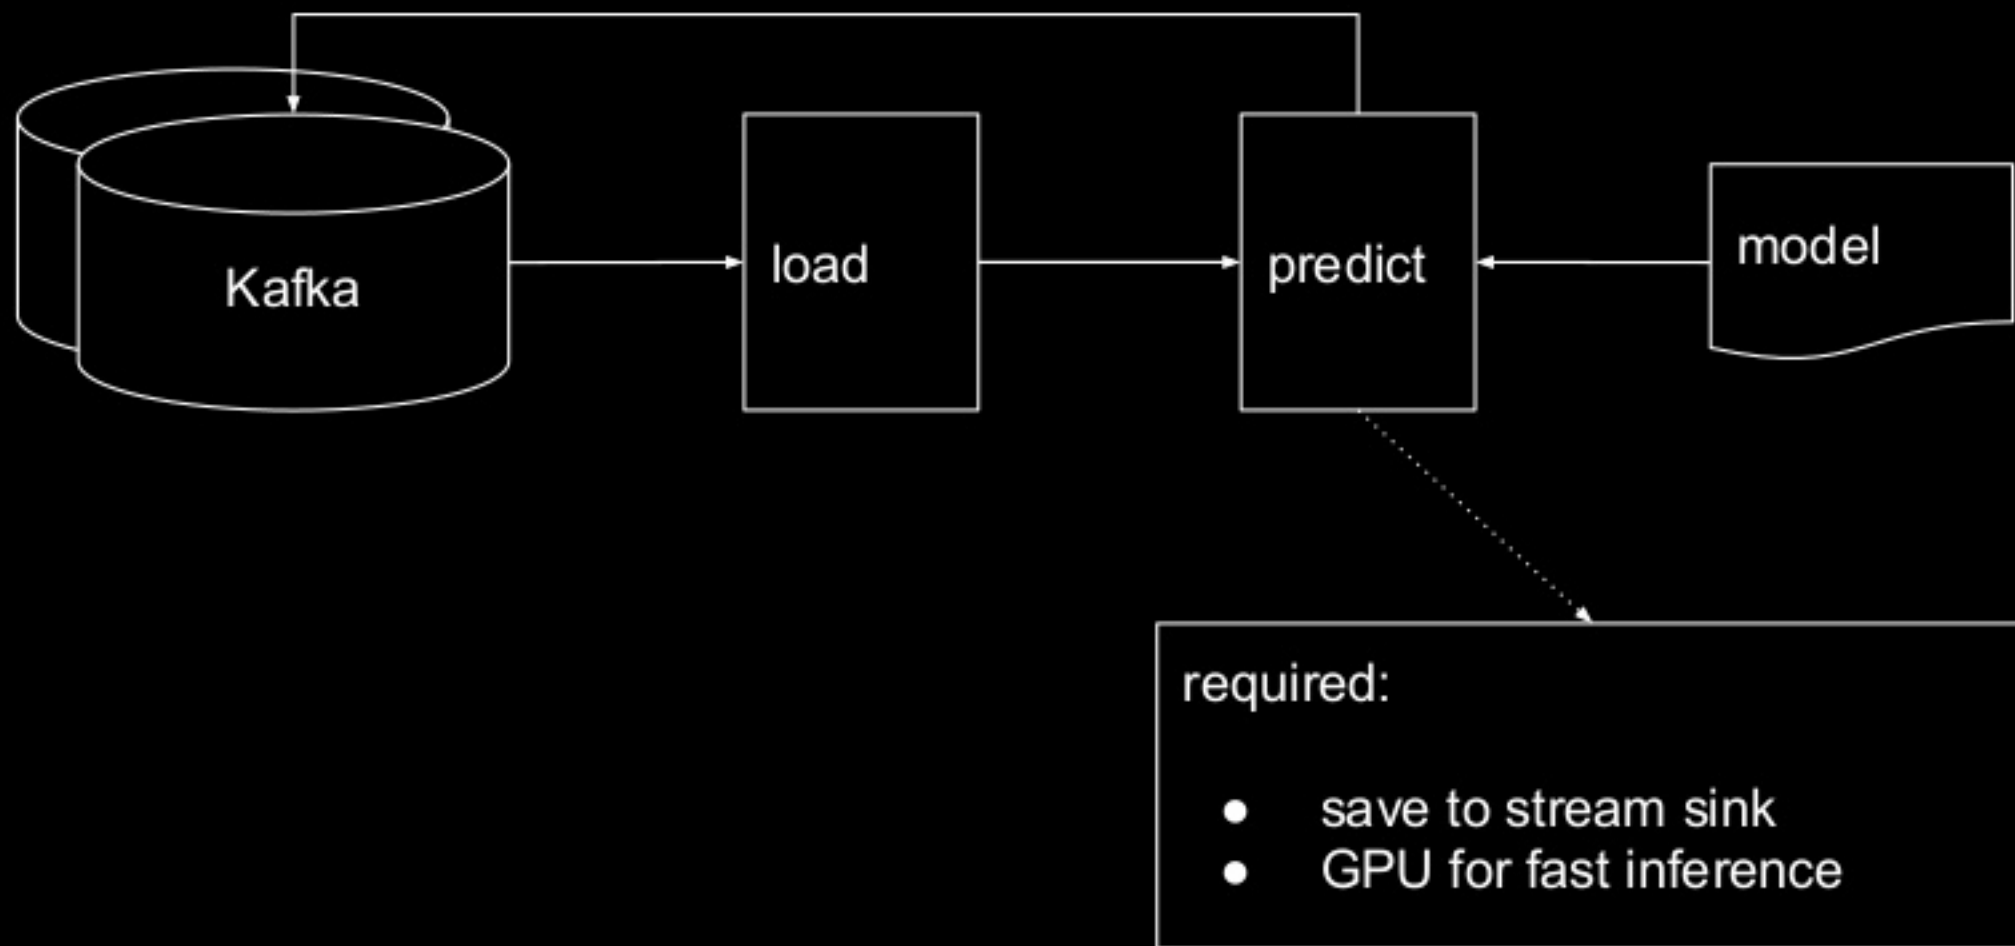 Kafka
load
predict
model
required:
● save to stream sink
● GPU for fast inference